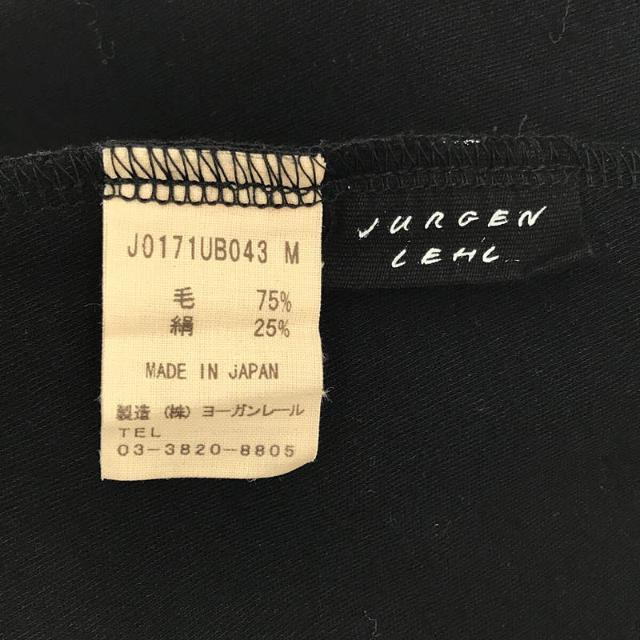 J0171UB043 M
毛 75%
絹 25%
MADE IN JAPAN
製造 (株) ヨーガンレール
TEL
03-3820-8805
JURGEN
LEHL